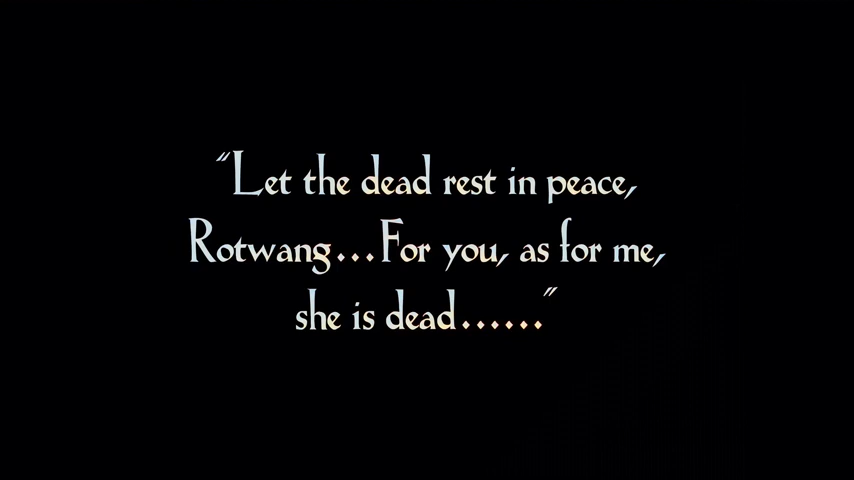 "Let the dead rest in peace,
Rotwang...For you, as for me,
she is dead......"